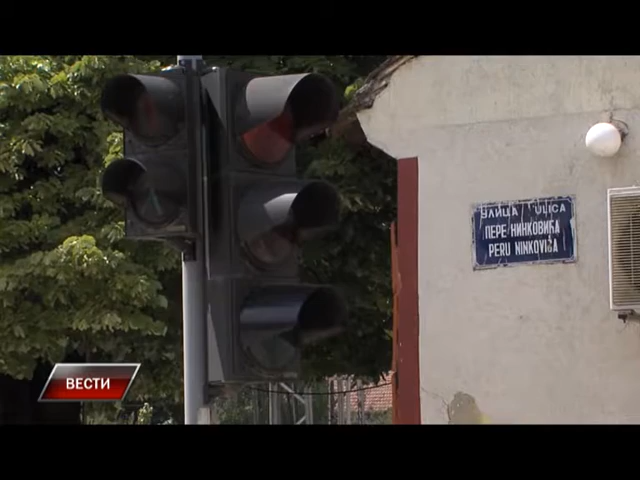 УЛИЦА ULICA
ПЕРЕ НИНКОВИЋА
PERU NINKOVIĆA
ВЕСТИ